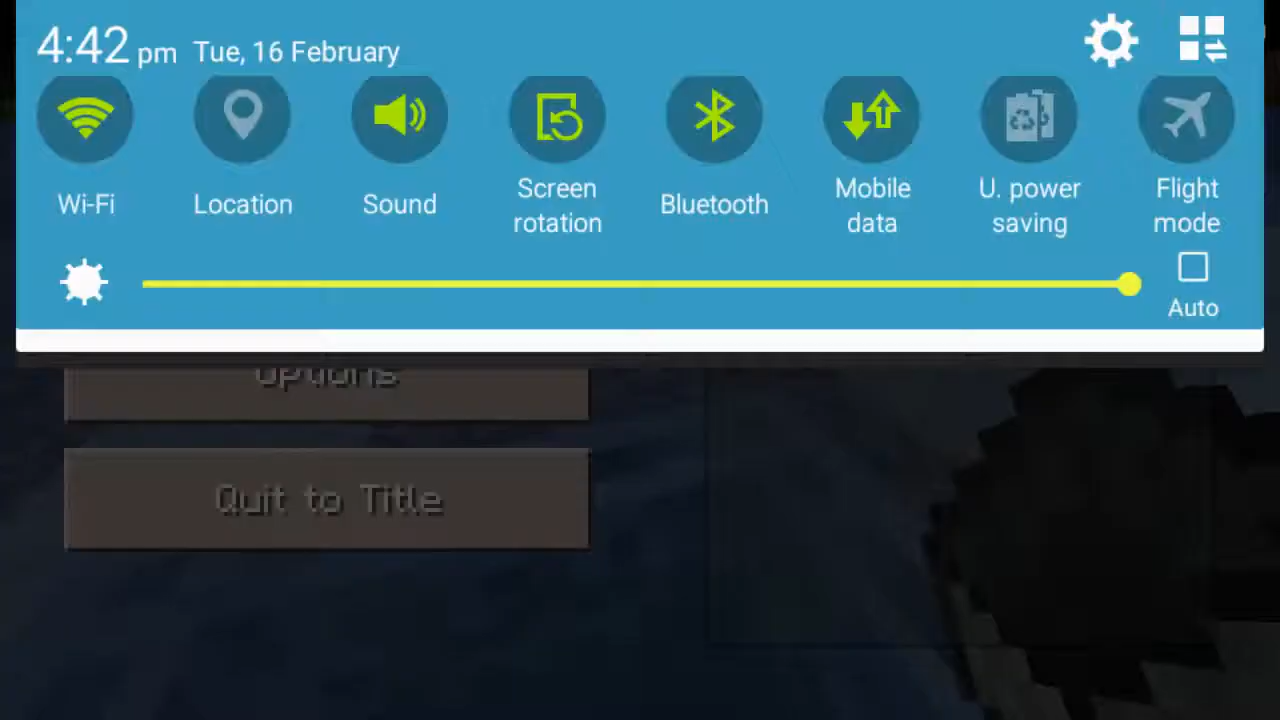 4:42 pm Tue, 16 February
Wi-Fi
Location
Sound
Screen
rotation
Bluetooth
Mobile
data
U. power
saving
Flight
mode
Auto
Options
Quit to Title